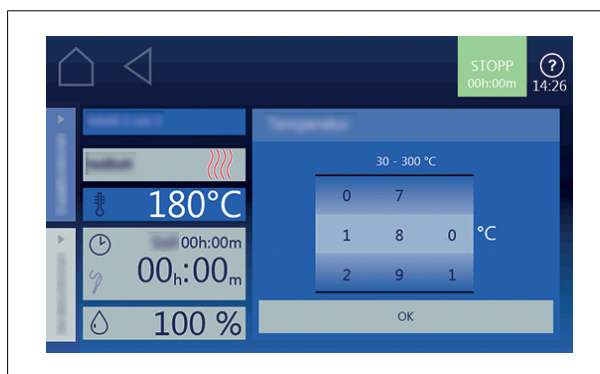 STOPP
00h:00m
?
14:26
Temperatur
30 - 300 °C
180°C
0 7
1 8 0 °C
2 9 1
00h:00m
00h:00m
100 %
OK